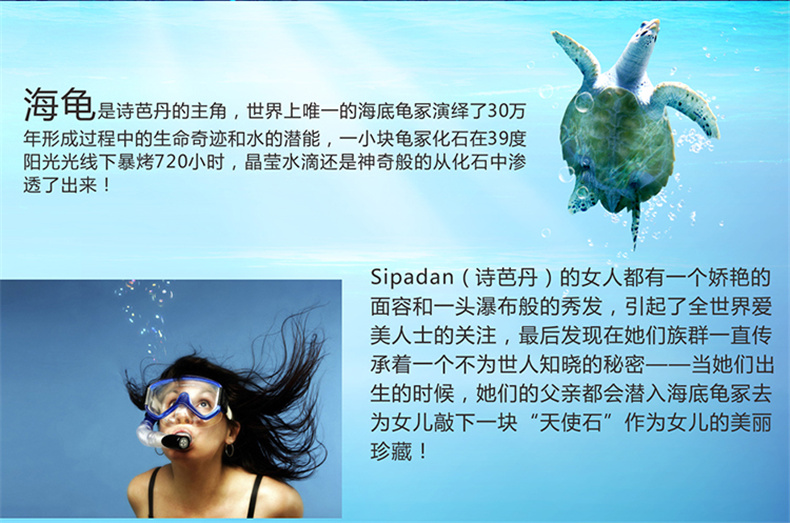 海龟是诗芭丹的主角，世界上唯一的海底龟冢演绎了30万
年形成过程中的生命奇迹和水的潜能，一小块龟冢化石在39度
阳光光线下暴烤720小时，晶莹水滴还是神奇般的从化石中渗
透了出来！
Sipadan（诗芭丹）的女人都有一个娇艳的
面容和一头瀑布般的秀发，引起了全世界爱
美人士的关注，最后发现在她们族群一直传
承着一个不为世人知晓的秘密——当她们出
生的时候，她们的父亲都会潜入海底龟冢去
为女儿敲下一块“天使石”作为女儿的美丽
珍藏！